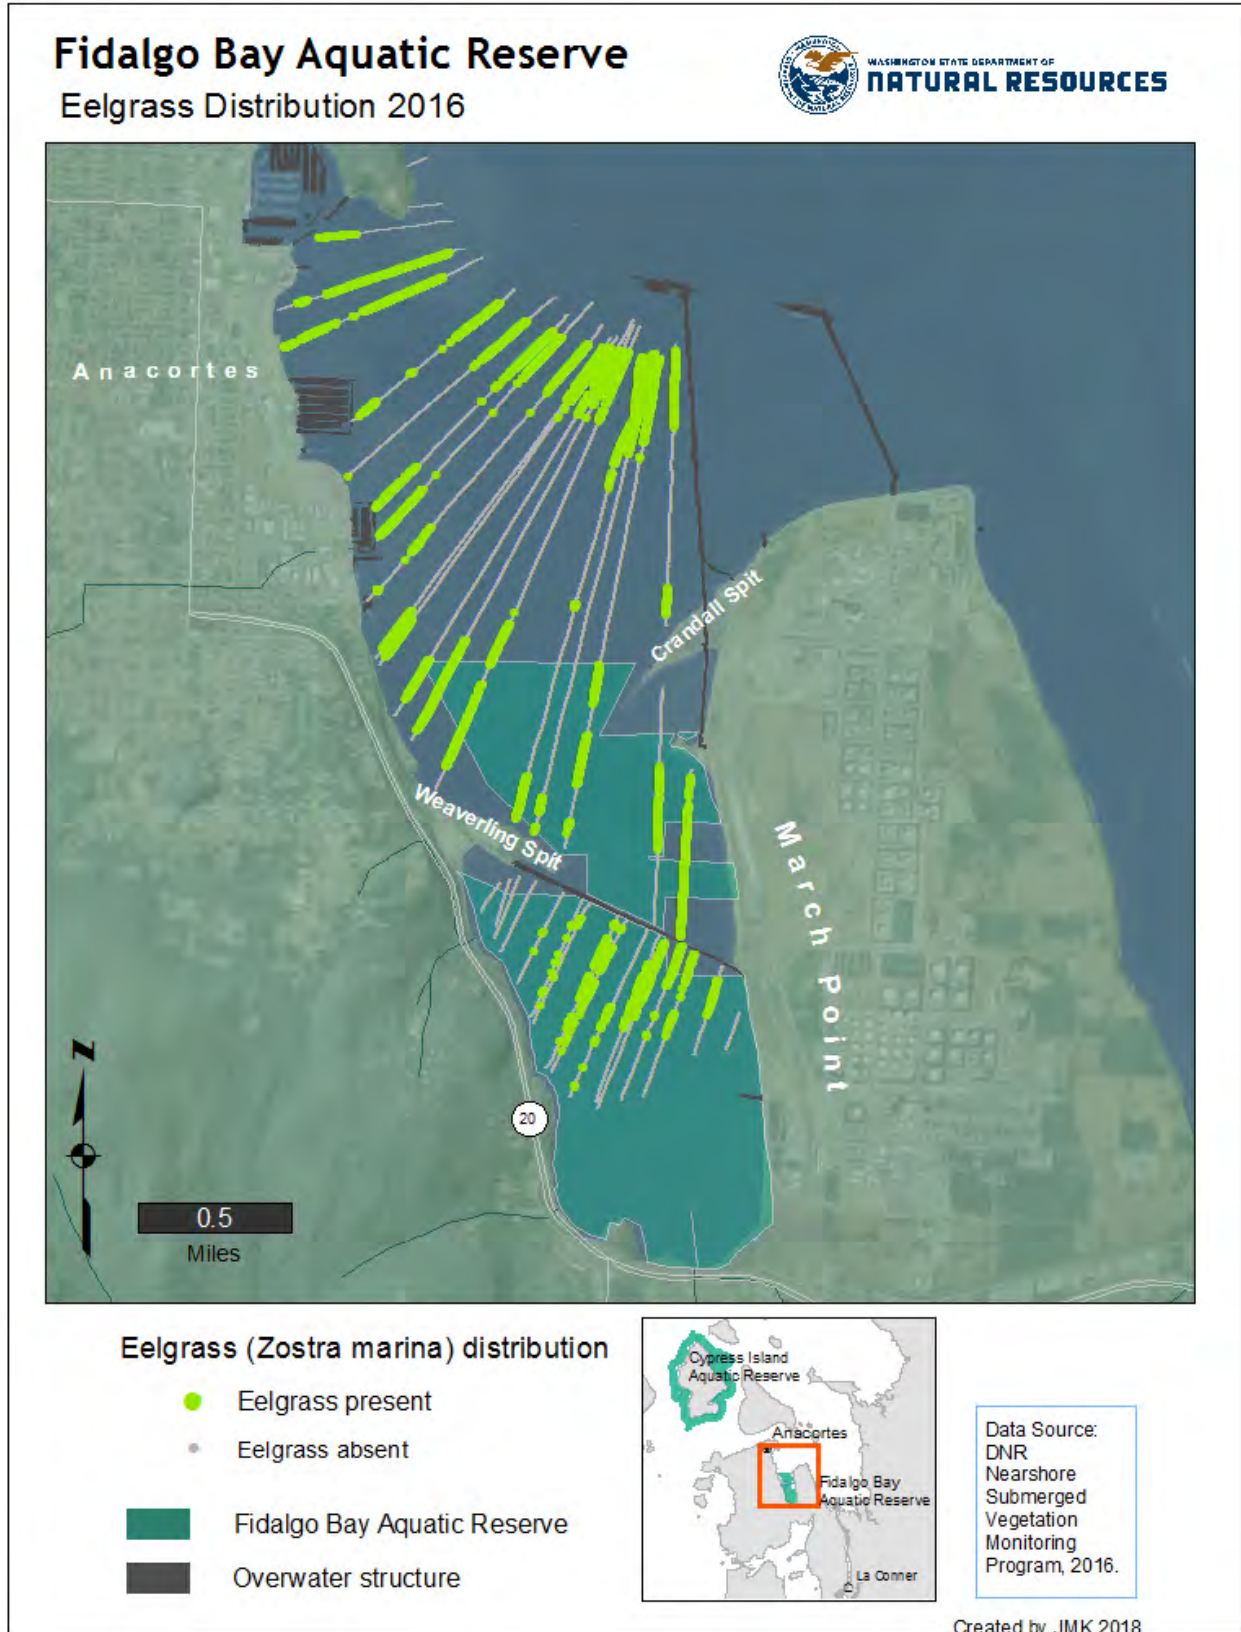 Fidalgo Bay Aquatic Reserve
Eelgrass Distribution 2016
WASHINGTON STATE DEPARTMENT OF
NATURAL RESOURCES
Anacortes
Crandall Spit
Weaverling Spit
March Point
N
20
0.5
Miles
Eelgrass (Zostra marina) distribution
Eelgrass present
Eelgrass absent
Fidalgo Bay Aquatic Reserve
Overwater structure
Cypress Island
Aquatic Reserve
Anacortes
Fidalgo Bay
Aquatic Reserve
La Conner
Data Source:
DNR
Nearshore
Submerged
Vegetation
Monitoring
Program, 2016.
Created by JMK 2018